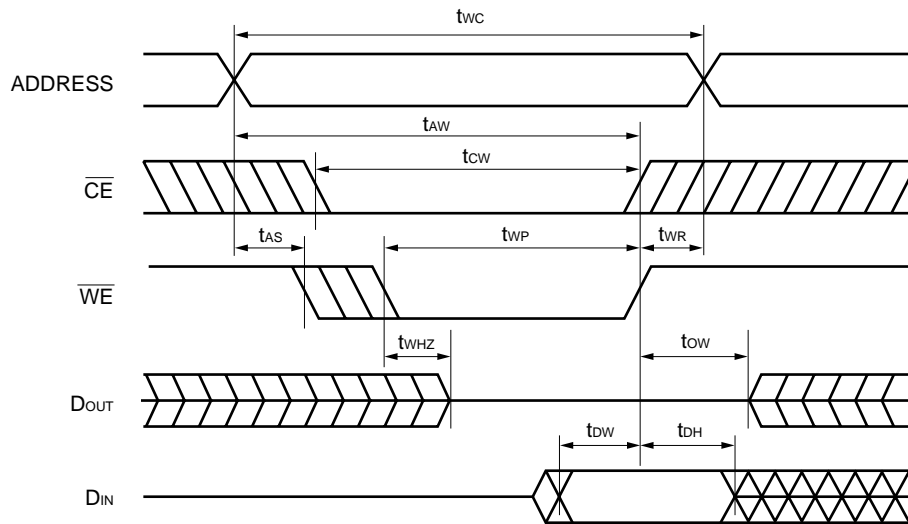 tWC
ADDRESS
tAW
tCW
CE
tAS tWP tWR
WE
tWHZ tOW
DOUT
tDW tDH
DIN